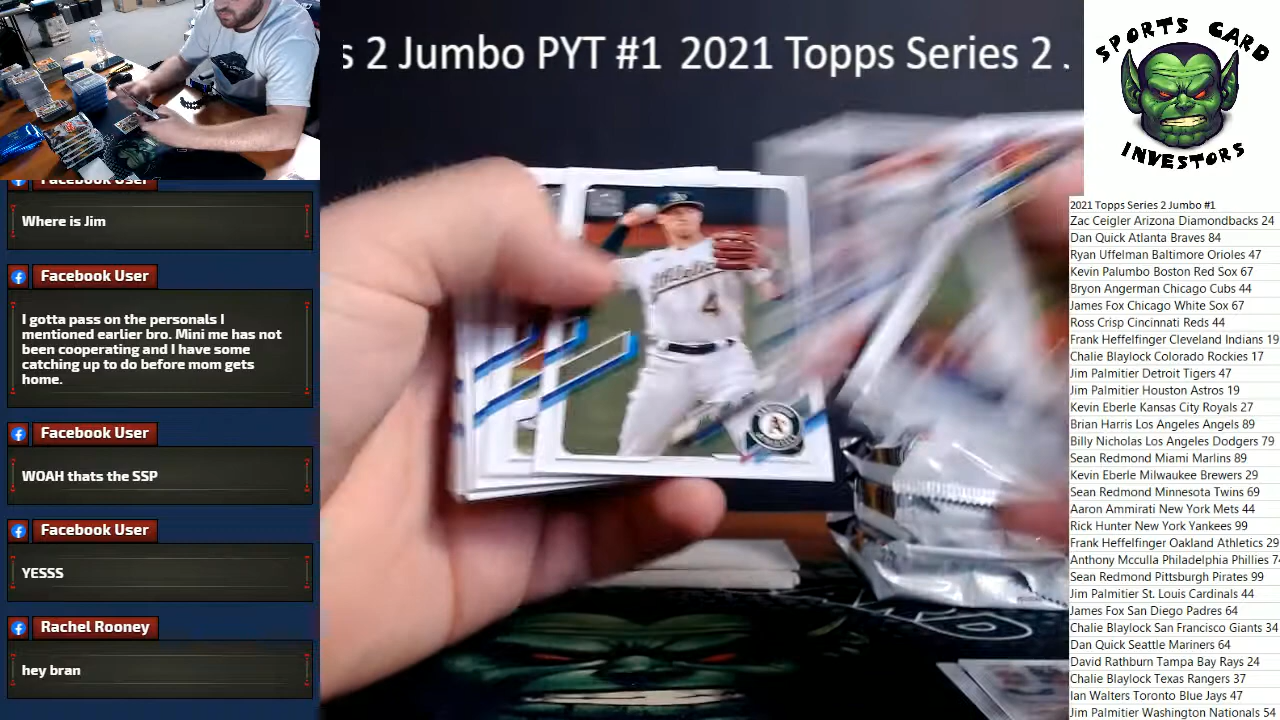 s 2 Jumbo PYT #1 2021 Topps Series 2 .
SPORTS CARD
INVESTORS
Facebook User
Where is Jim
Facebook User
I gotta pass on the personals I
mentioned earlier bro. Mini me has not
been cooperating and I have some
catching up to do before mom gets
home.
Facebook User
WOAH thats the SSP
Facebook User
YESSS
Rachel Rooney
hey bran
Athletics
4
2021 Topps Series 2 Jumbo #1
Zac Ceigler Arizona Diamondbacks 24
Dan Quick Atlanta Braves 84
Ryan Uffelman Baltimore Orioles 47
Kevin Palumbo Boston Red Sox 67
Bryon Angerman Chicago Cubs 44
James Fox Chicago White Sox 67
Ross Crisp Cincinnati Reds 44
Frank Heffelfinger Cleveland Indians 19
Chalie Blaylock Colorado Rockies 17
Jim Palmitier Detroit Tigers 47
Jim Palmitier Houston Astros 19
Kevin Eberle Kansas City Royals 27
Brian Harris Los Angeles Angels 89
Billy Nicholas Los Angeles Dodgers 79
Sean Redmond Miami Marlins 89
Kevin Eberle Milwaukee Brewers 29
Sean Redmond Minnesota Twins 69
Aaron Ammirati New York Mets 44
Rick Hunter New York Yankees 99
Frank Heffelfinger Oakland Athletics 29
Anthony Mcculla Philadelphia Phillies 74
Sean Redmond Pittsburgh Pirates 99
Jim Palmitier St. Louis Cardinals 44
James Fox San Diego Padres 64
Chalie Blaylock San Francisco Giants 34
Dan Quick Seattle Mariners 64
David Rathburn Tampa Bay Rays 24
Chalie Blaylock Texas Rangers 37
Ian Walters Toronto Blue Jays 47
Jim Palmitier Washington Nationals 54